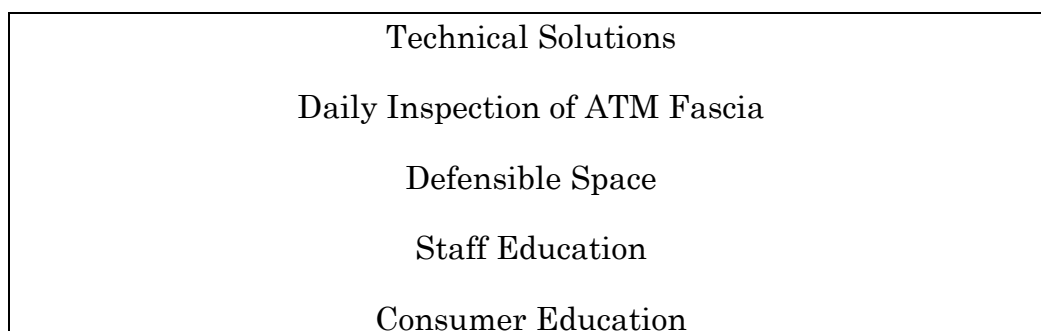 Technical Solutions
Daily Inspection of ATM Fascia
Defensible Space
Staff Education
Consumer Education